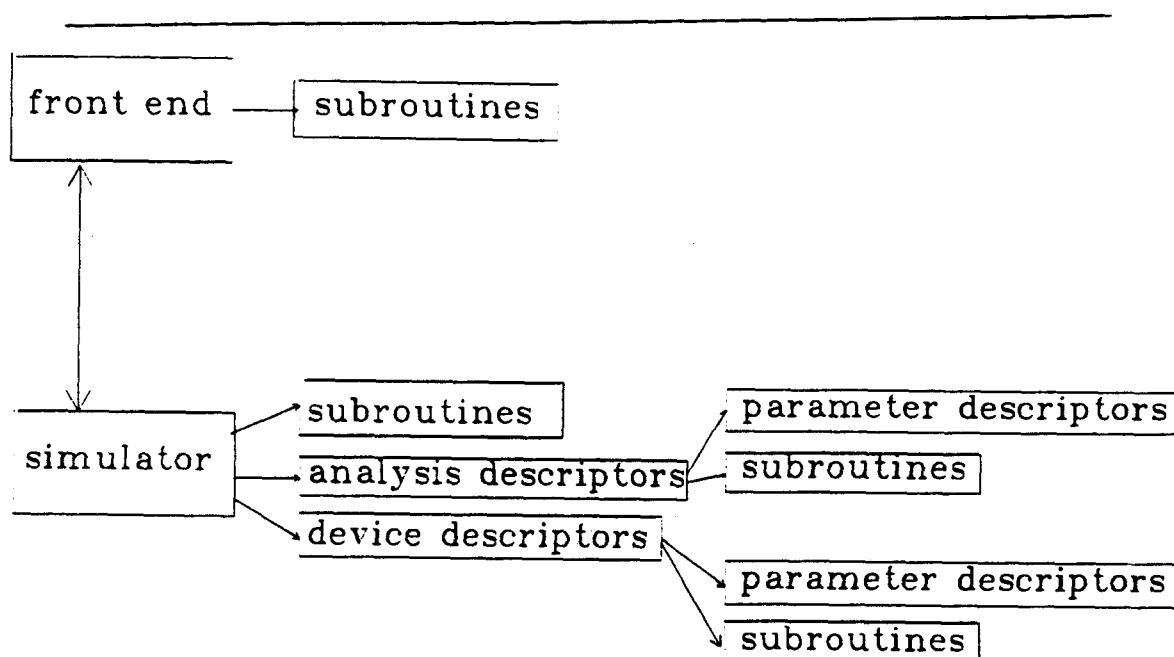 front end
subroutines
subroutines
parameter descriptors
simulator
analysis descriptors
subroutines
device descriptors
parameter descriptors
subroutines